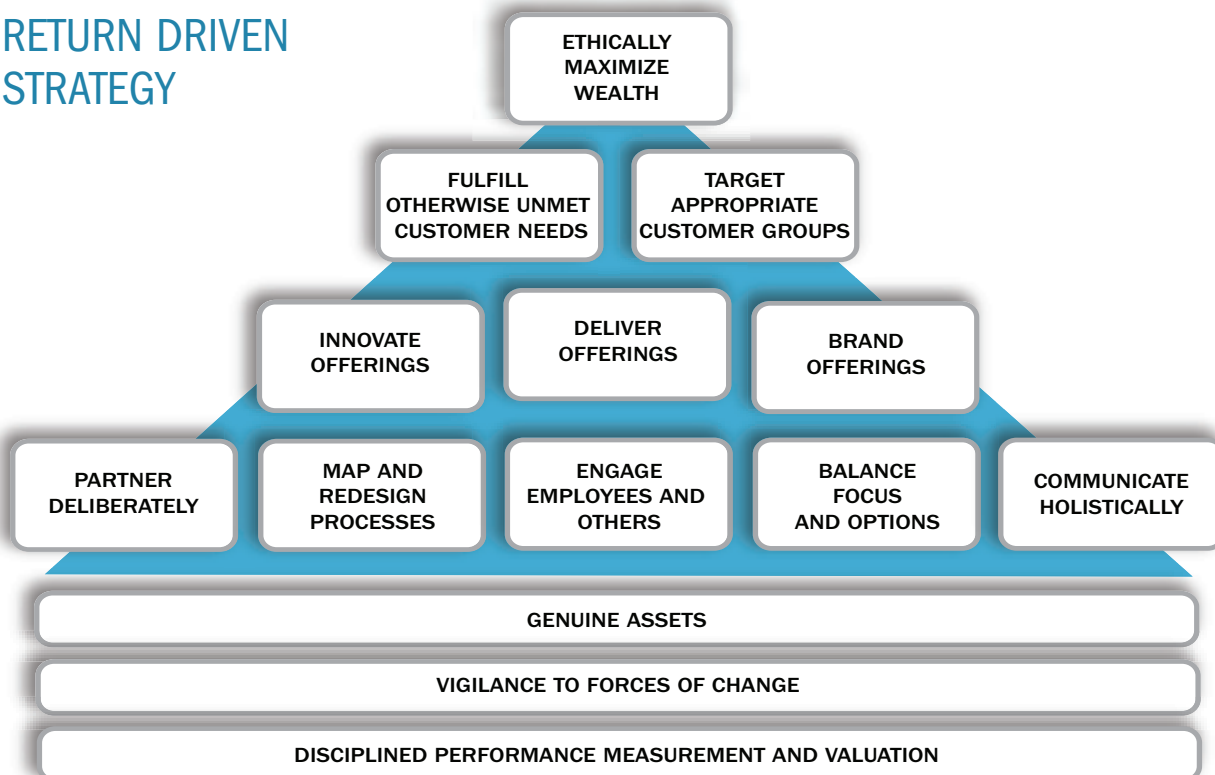 RETURN DRIVEN
STRATEGY
ETHICALLY
MAXIMIZE
WEALTH
FULFILL
OTHERWISE UNMET
CUSTOMER NEEDS
TARGET
APPROPRIATE
CUSTOMER GROUPS
INNOVATE
OFFERINGS
DELIVER
OFFERINGS
BRAND
OFFERINGS
PARTNER
DELIBERATELY
MAP AND
REDESIGN
PROCESSES
ENGAGE
EMPLOYEES AND
OTHERS
BALANCE
FOCUS
AND OPTIONS
COMMUNICATE
HOLISTICALLY
GENUINE ASSETS
VIGILANCE TO FORCES OF CHANGE
DISCIPLINED PERFORMANCE MEASUREMENT AND VALUATION